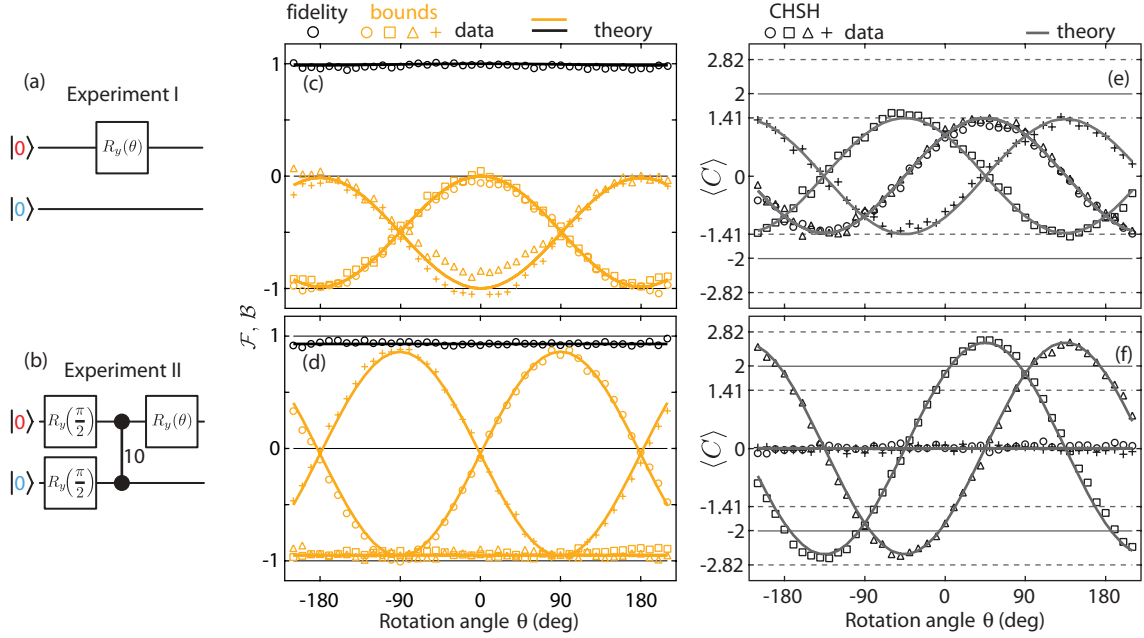 fidelity bounds data theory
CHSH data theory
(a)
Experiment I
|0⟩ R_y(θ)
|0⟩
(b)
Experiment II
|0⟩ R_y(π/2) R_y(θ)
10
|0⟩ R_y(π/2)
(c)
1
0
-1
(d)
1
0
-1
ℱ, ℬ
-180 -90 0 90 180
Rotation angle θ (deg)
(e)
2.82
2
1.41
0
-1.41
-2
-2.82
⟨C⟩
(f)
2.82
2
1.41
0
-1.41
-2
-2.82
⟨C⟩
-180 -90 0 90 180
Rotation angle θ (deg)